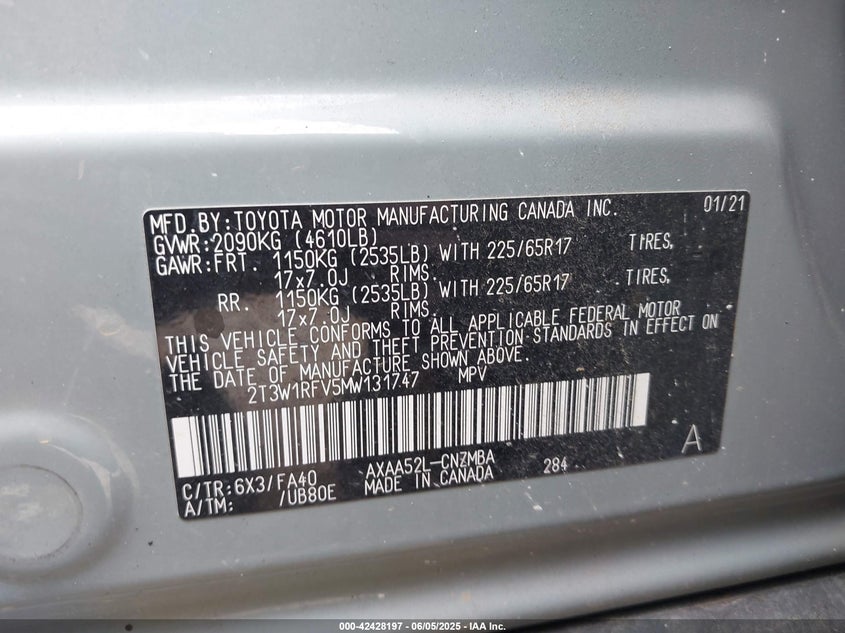 MFD.BY:TOYOTA MOTOR MANUFACTURING CANADA INC. 01/21
GVWR:2090KG (4610LB)
GAWR:FRT. 1150KG (2535LB) WITH 225/65R17 TIRES,
17x7.0J RIMS.
RR. 1150KG (2535LB) WITH 225/65R17 TIRES,
17x7.0J RIMS.
THIS VEHICLE CONFORMS TO ALL APPLICABLE FEDERAL MOTOR
VEHICLE SAFETY AND THEFT PREVENTION STANDARDS IN EFFECT ON
THE DATE OF MANUFACTURE SHOWN ABOVE.
2T3W1RFV5MW131747 MPV
A
C/TR:6X3/FA40 AXAA52L-CNZMBA 284
A/TM: /UB80E MADE IN CANADA
000-42428197 - 06/05/2025 - IAA Inc.